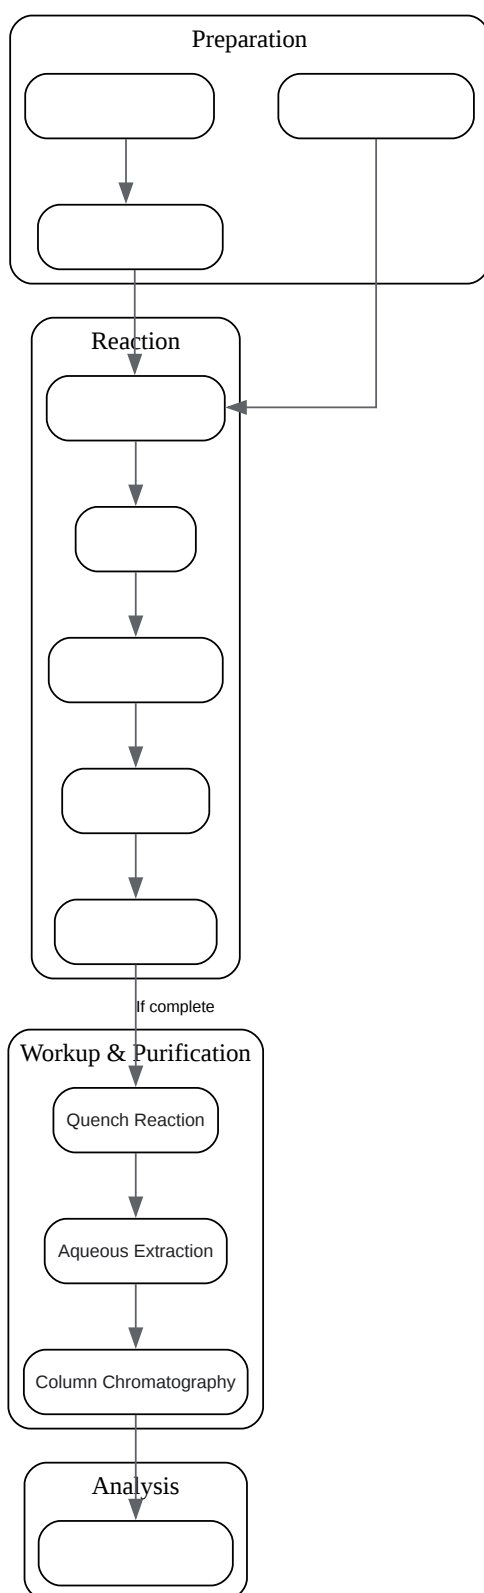 Preparation
Reaction
If complete
Workup & Purification
Quench Reaction
Aqueous Extraction
Column Chromatography
Analysis